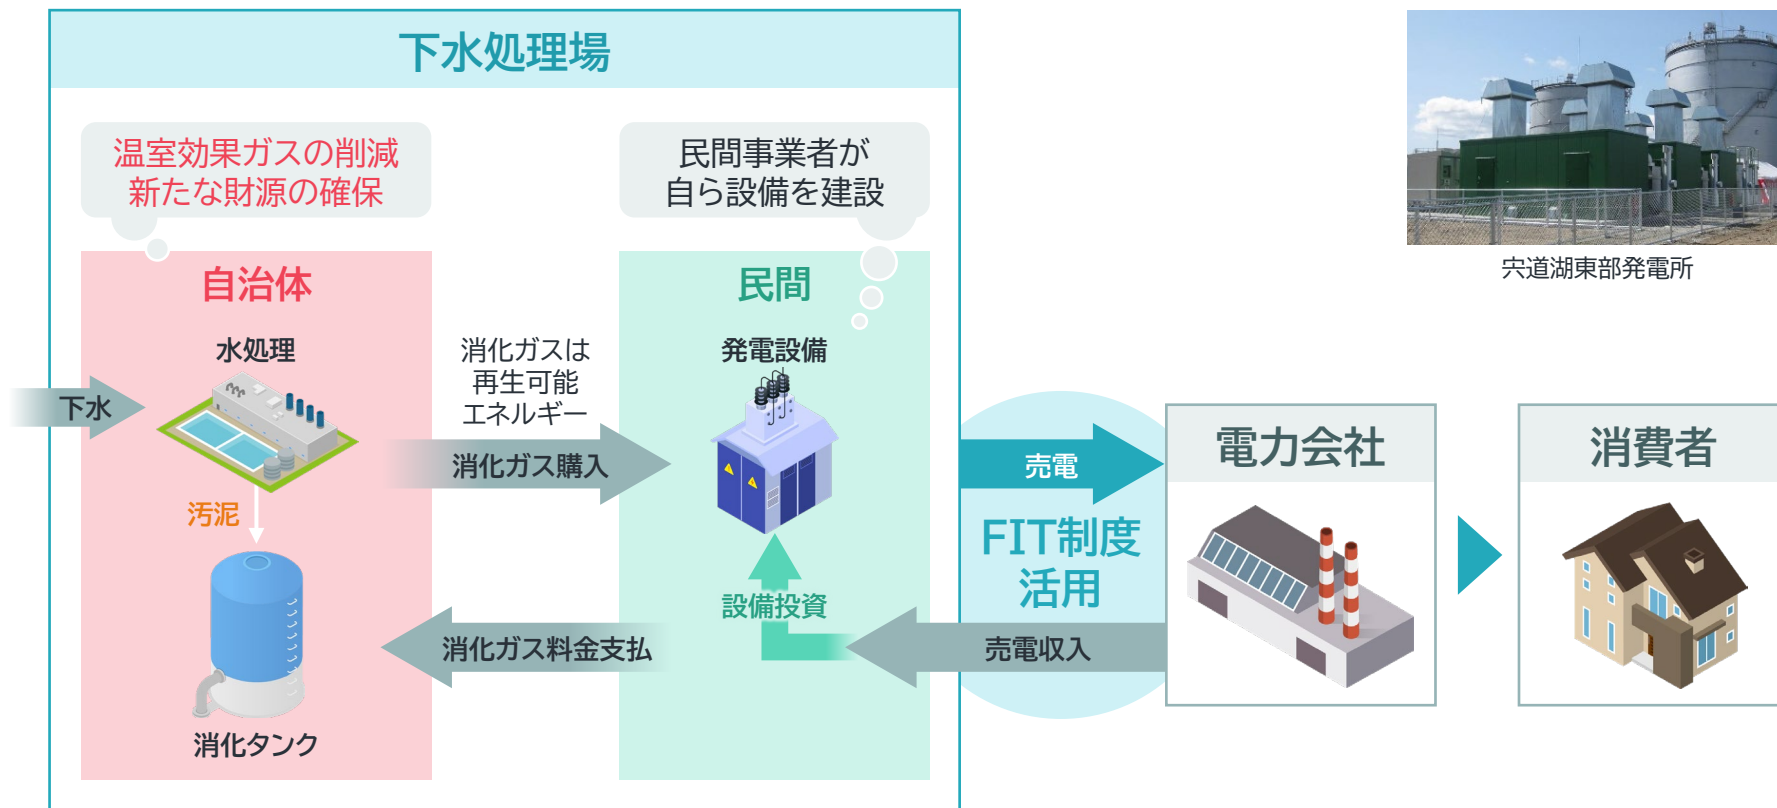 下水処理場
温室効果ガスの削減
新たな財源の確保
民間事業者が
自ら設備を建設
宍道湖東部発電所
自治体
民間
水処理
消化ガスは
再生可能
エネルギー
発電設備
下水
消化ガス購入
売電
電力会社
消費者
汚泥
FIT制度
活用
設備投資
消化ガス料金支払
売電収入
消化タンク